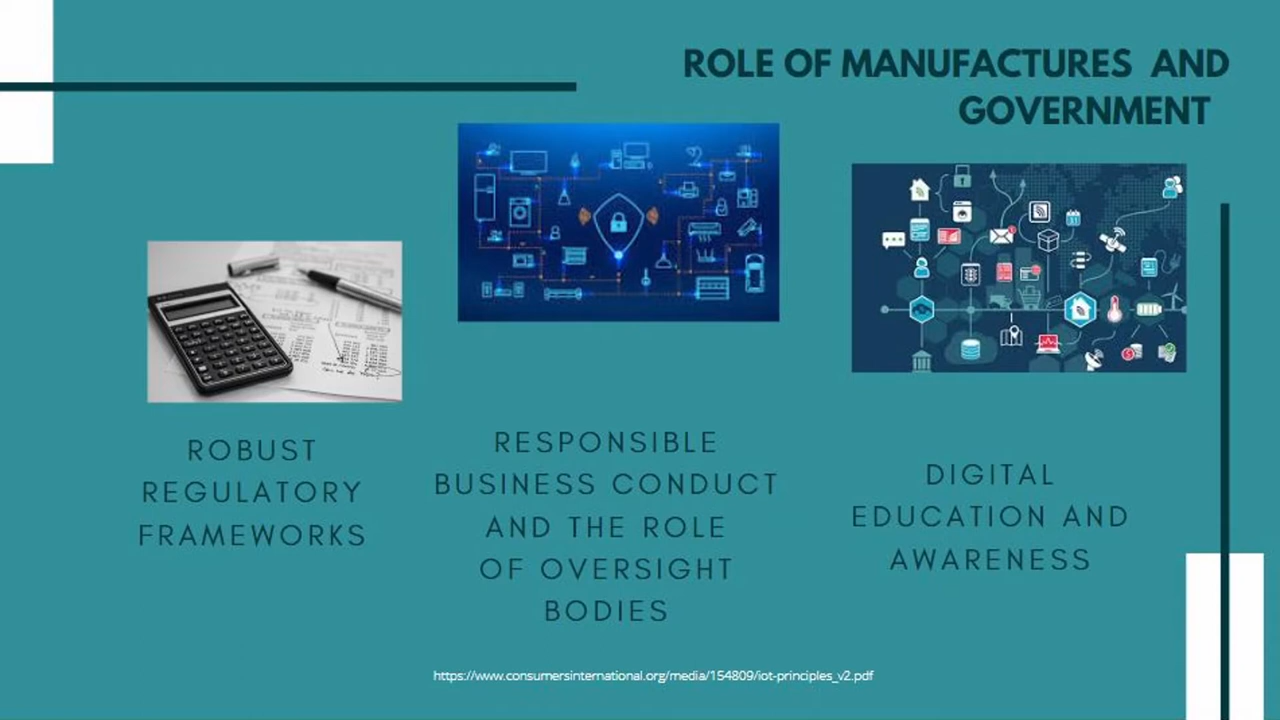 ROLE OF MANUFACTURES AND
GOVERNMENT
ROBUST
REGULATORY
FRAMEWORKS
RESPONSIBLE
BUSINESS CONDUCT
AND THE ROLE
OF OVERSIGHT
BODIES
DIGITAL
EDUCATION AND
AWARENESS
https://www.consumersinternational.org/media/154809/iot-principles_v2.pdf